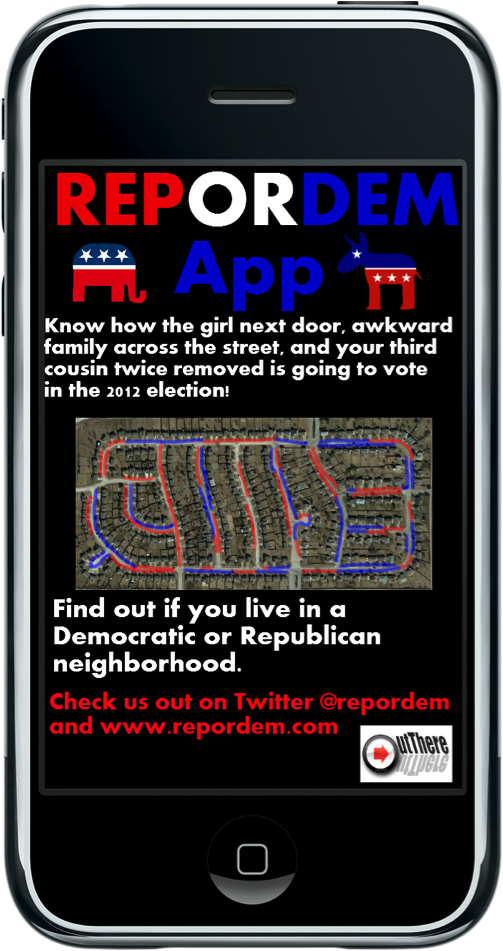 REPORDEM
App
Know how the girl next door, awkward
family across the street, and your third
cousin twice removed is going to vote
in the 2012 election!
Find out if you live in a
Democratic or Republican
neighborhood.
Check us out on Twitter @repordem
and www.repordem.com
OutThere